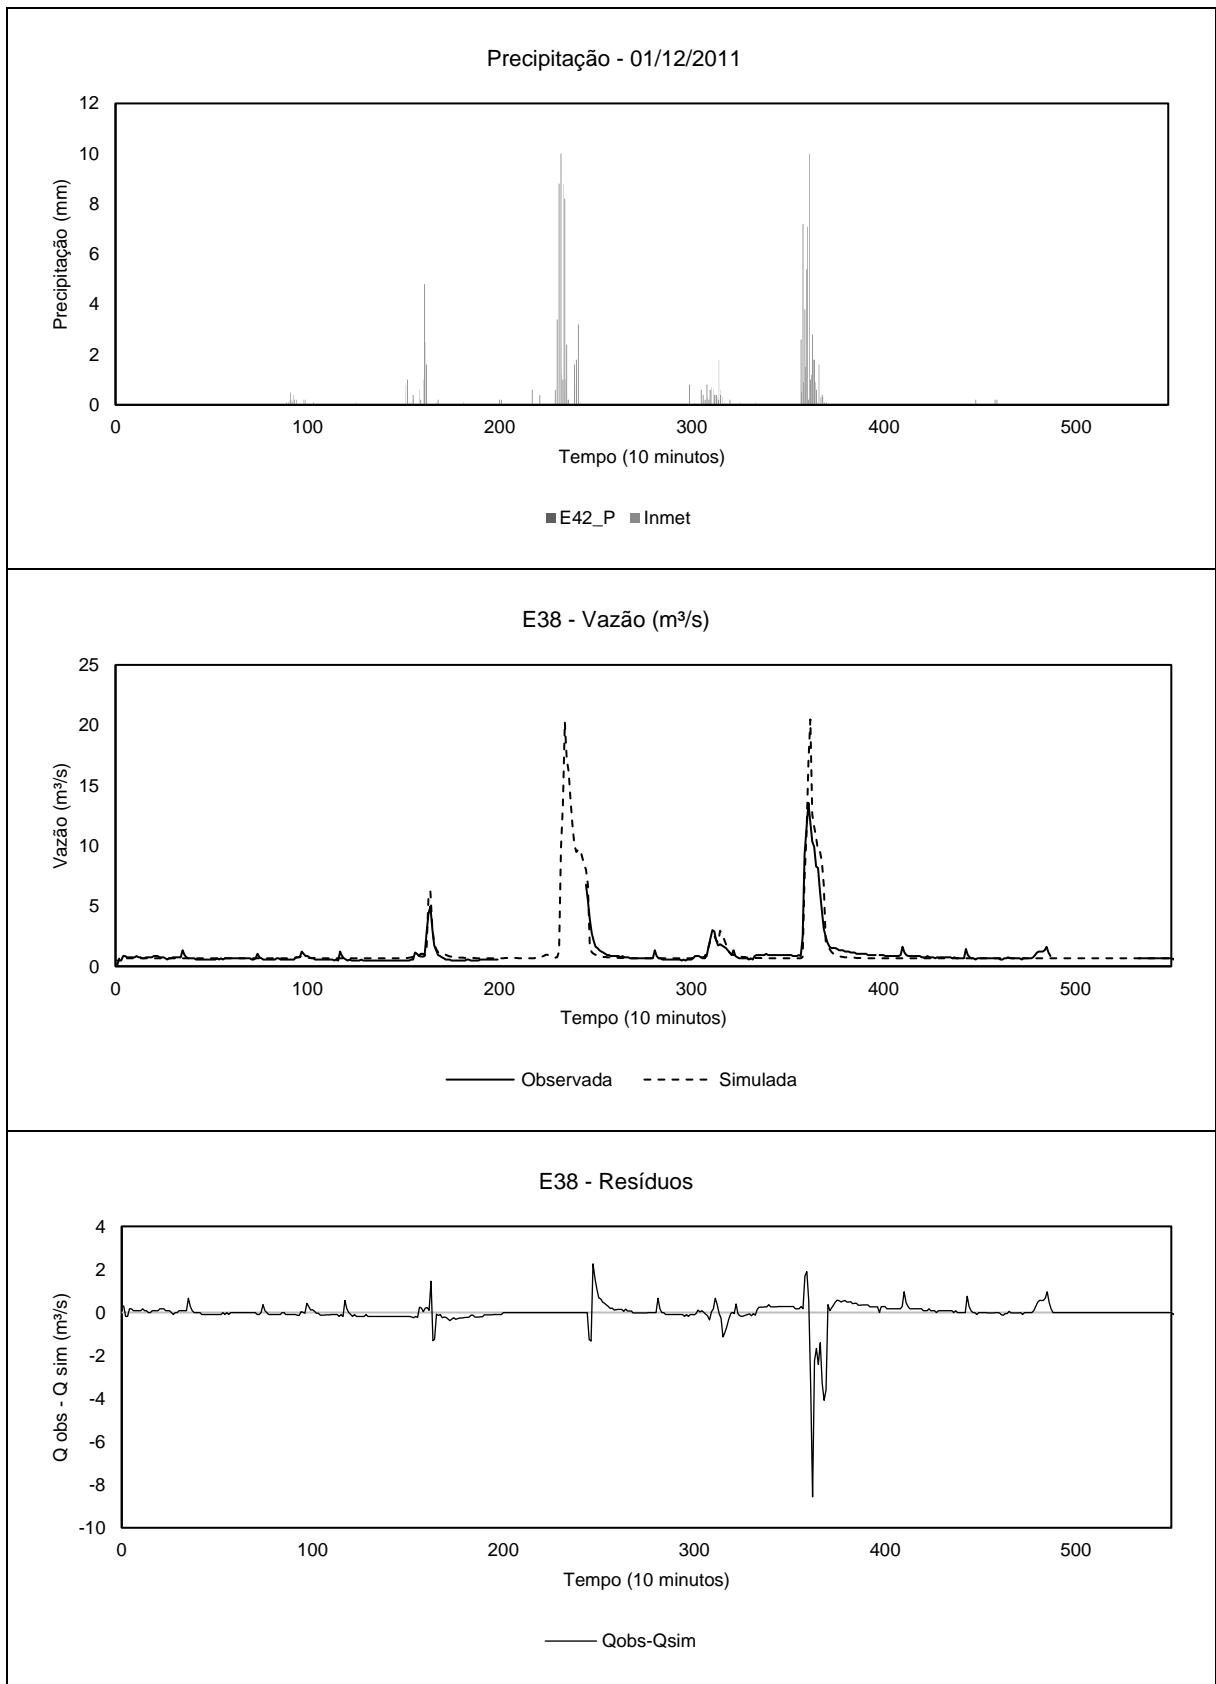 Precipitação - 01/12/2011
12
10
8
6
4
2
0
Precipitação (mm)
0 100 200 300 400 500
Tempo (10 minutos)
E42_P Inmet
E38 - Vazão (m³/s)
25
20
15
10
5
0
Vazão (m³/s)
0 100 200 300 400 500
Tempo (10 minutos)
Observada Simulada
E38 - Resíduos
4
2
0
-2
-4
-6
-8
-10
Q obs - Q sim (m³/s)
0 100 200 300 400 500
Tempo (10 minutos)
Qobs-Qsim